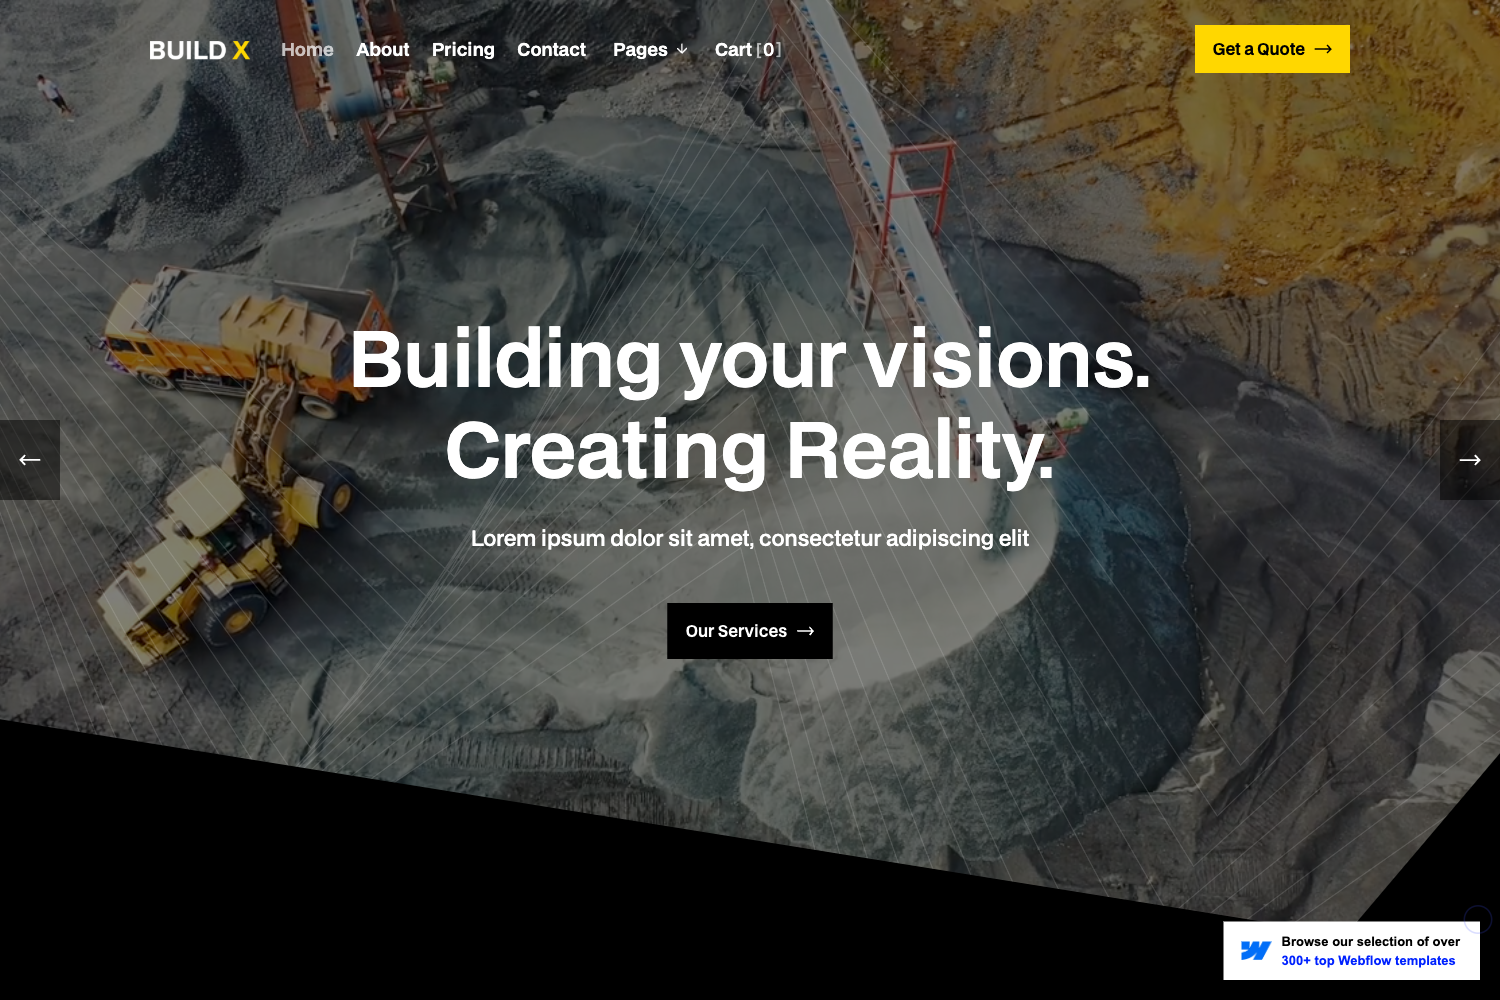 BUILD X
Home About Pricing Contact Pages Cart [0]
Get a Quote
Building your visions.
Creating Reality.
Lorem ipsum dolor sit amet, consectetur adipiscing elit
Our Services
CAT
Browse our selection of over
300+ top Webflow templates